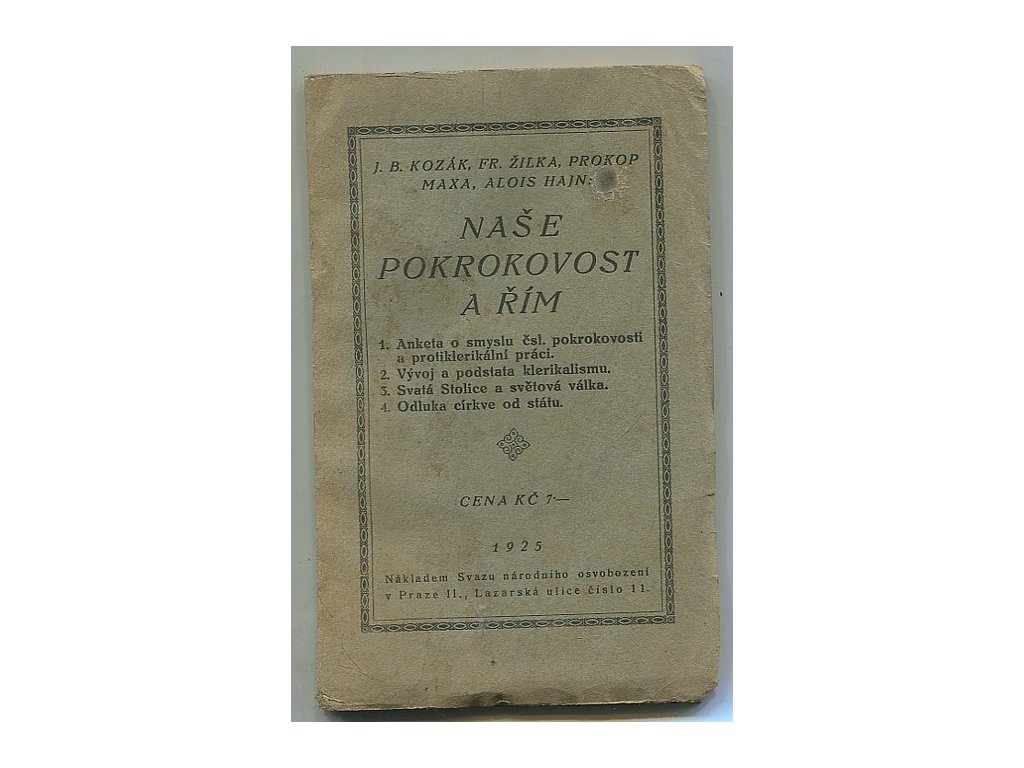 J. B. KOZÁK, FR. ŽILKA, PROKOP
MAXA, ALOIS HAJN:
NAŠE
POKROKOVOST
A ŘÍM
1. Anketa o smyslu čsl. pokrokovosti
a protiklerikální práci.
2. Vývoj a podstata klerikalismu.
3. Svatá Stolice a světová válka.
4. Odluka církve od státu.
CENA KČ 7·—
1925
Nákladem Svazu národního osvobození
v Praze II., Lazarská ulice číslo 11.